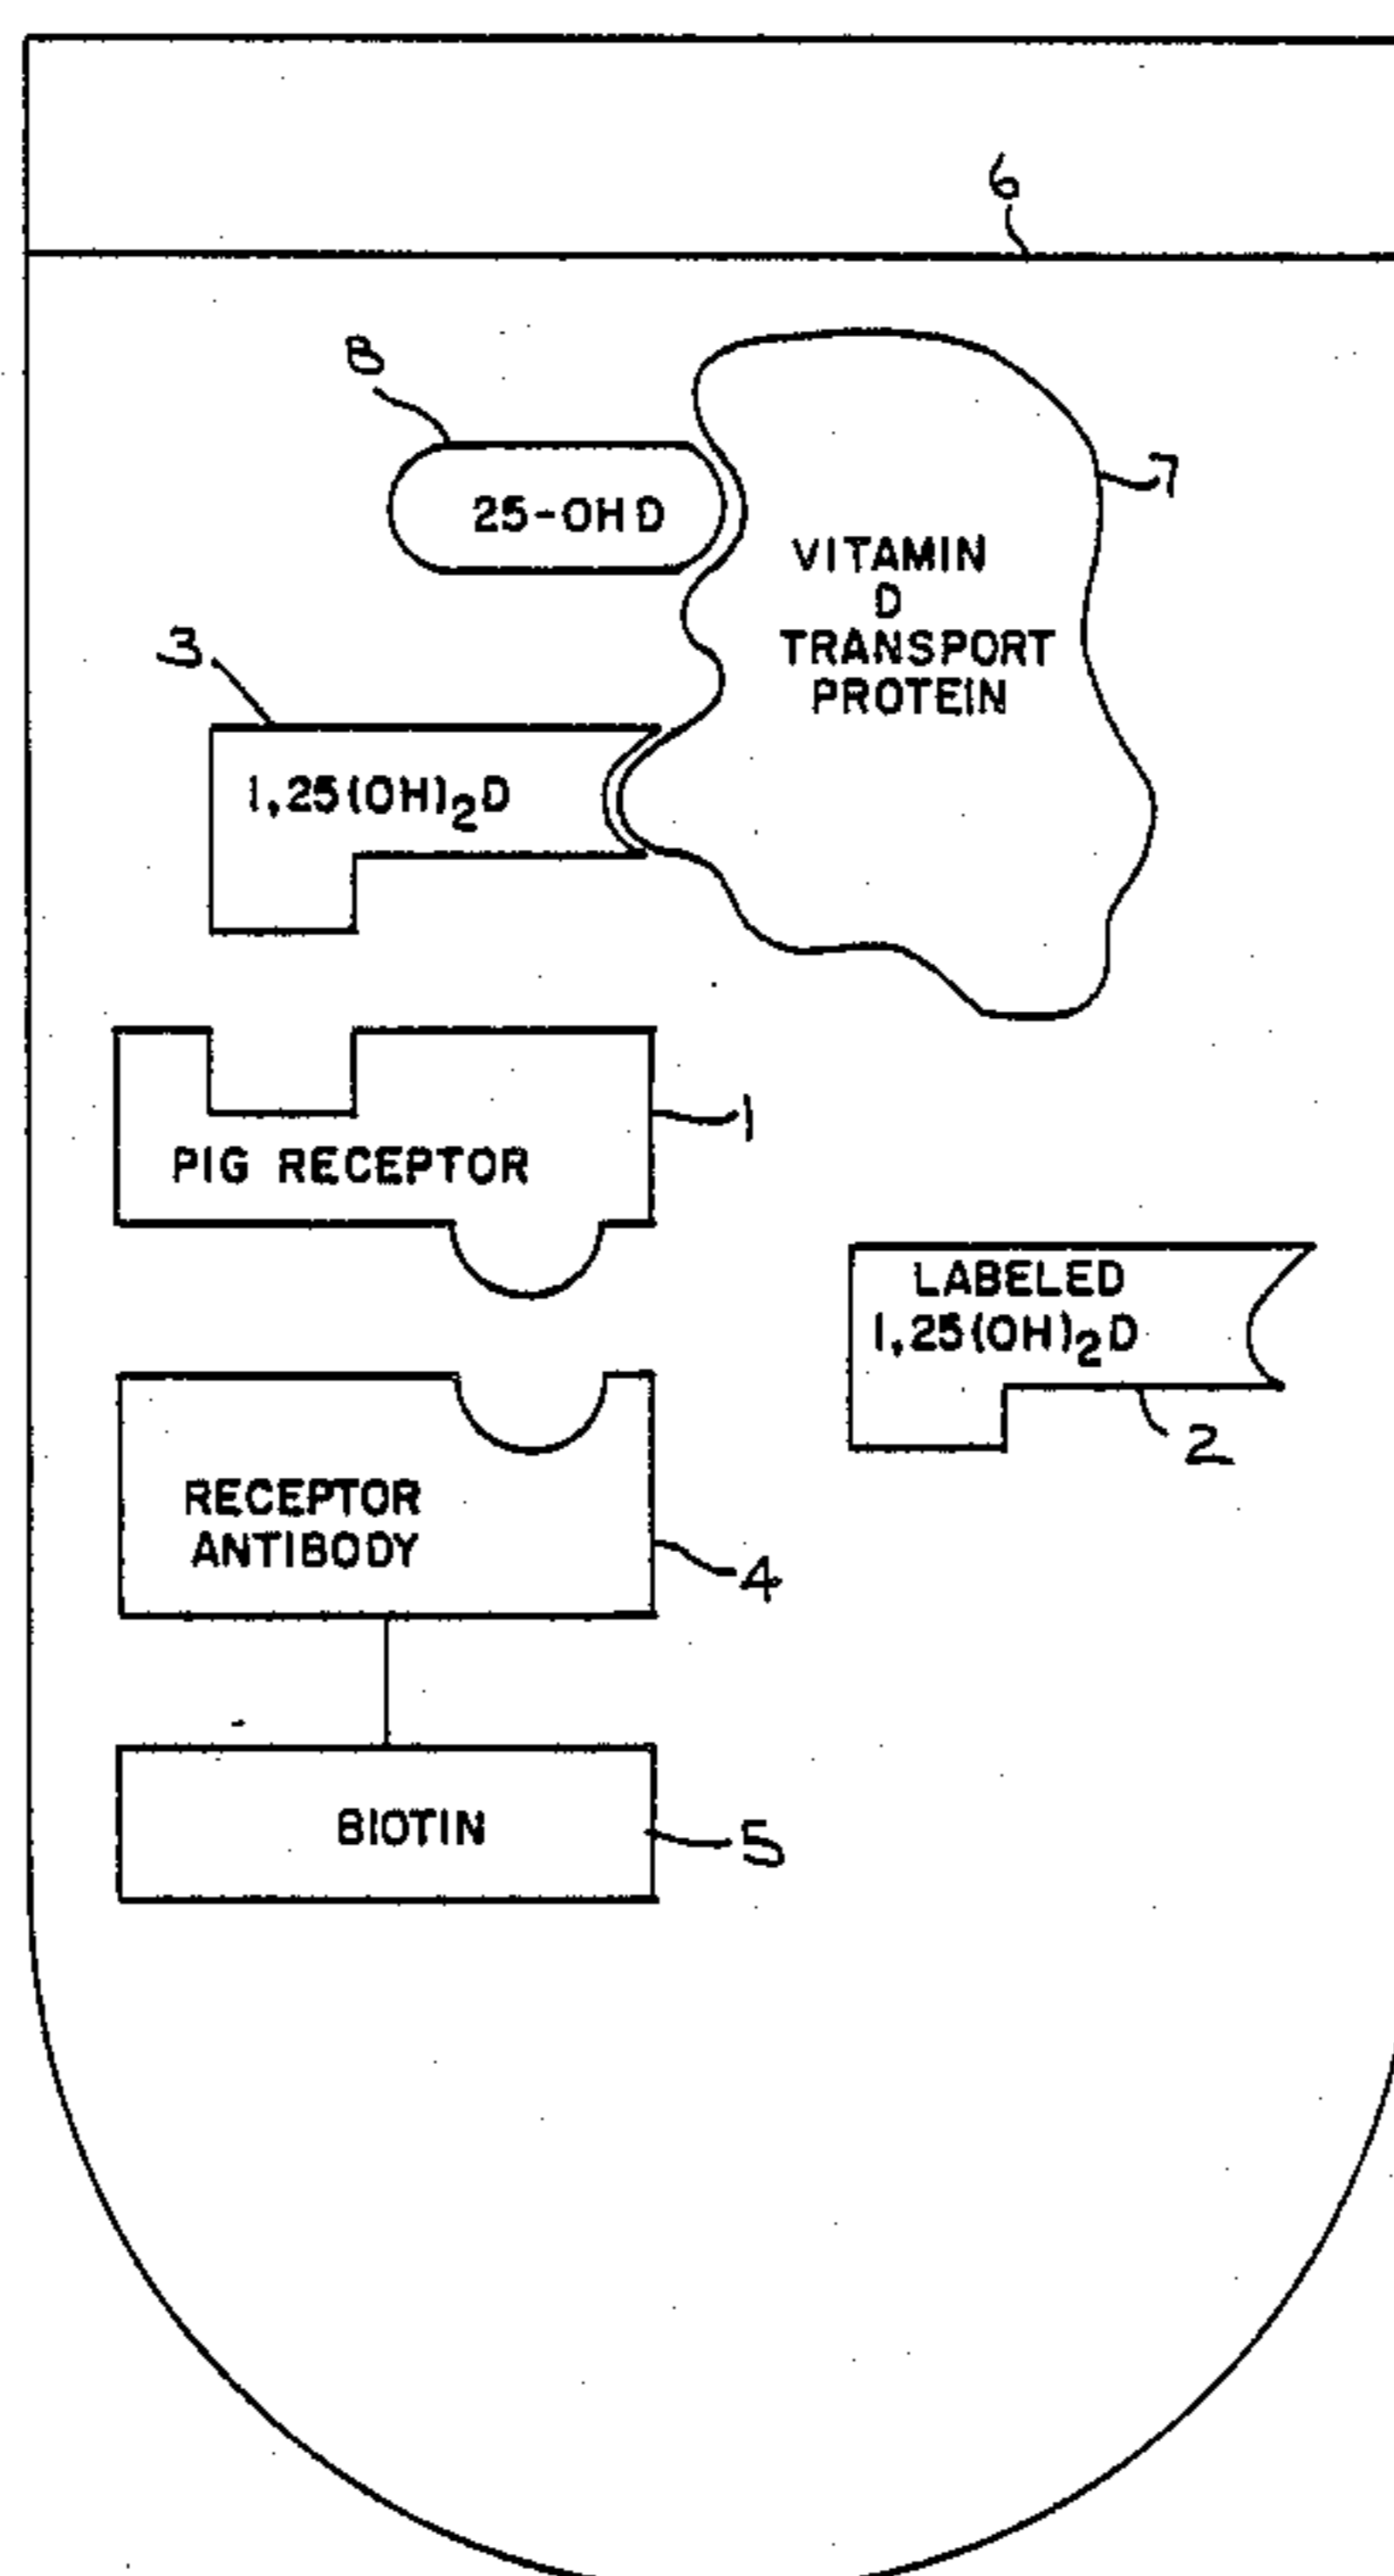 6
8
25-OHD
7
VITAMIN
D
TRANSPORT
PROTEIN
3
1,25(OH)₂D
1
PIG RECEPTOR
LABELED
1,25(OH)₂D
2
RECEPTOR
ANTIBODY
4
BIOTIN
5